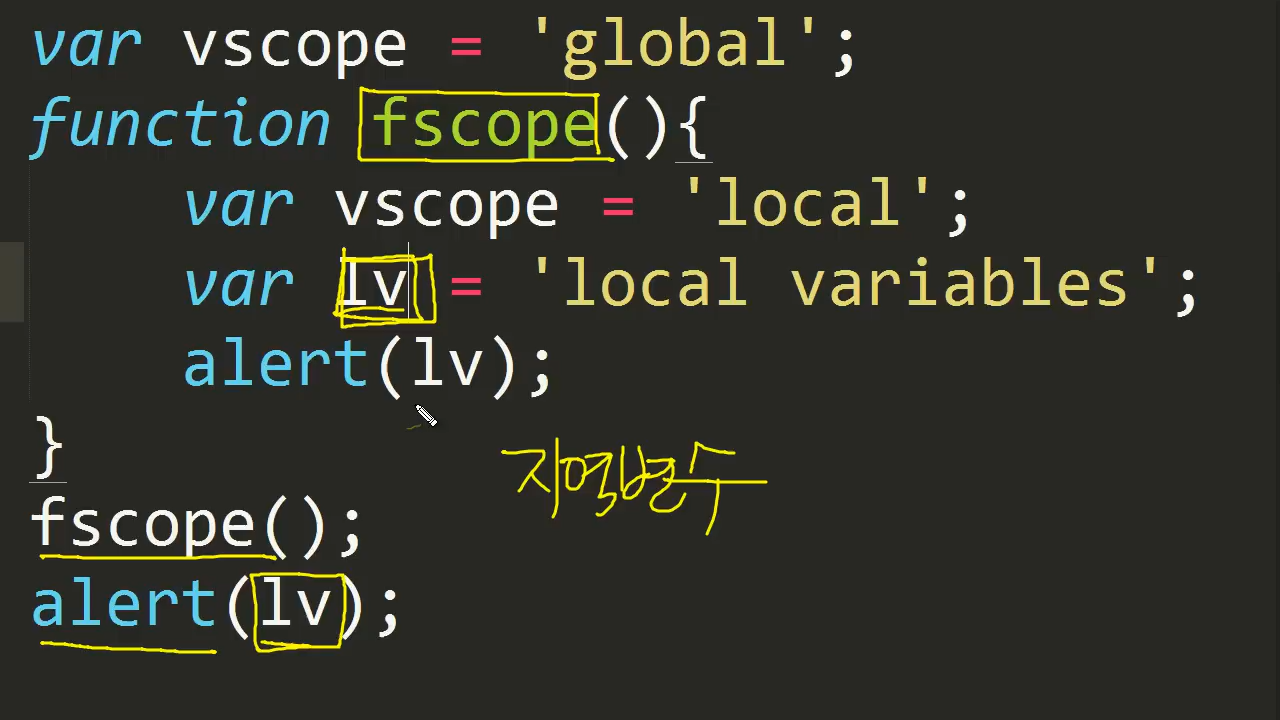 var vscope = 'global';
function fscope(){
var vscope = 'local';
var lv = 'local variables';
alert(lv);
}
지역변수
fscope();
alert(lv);